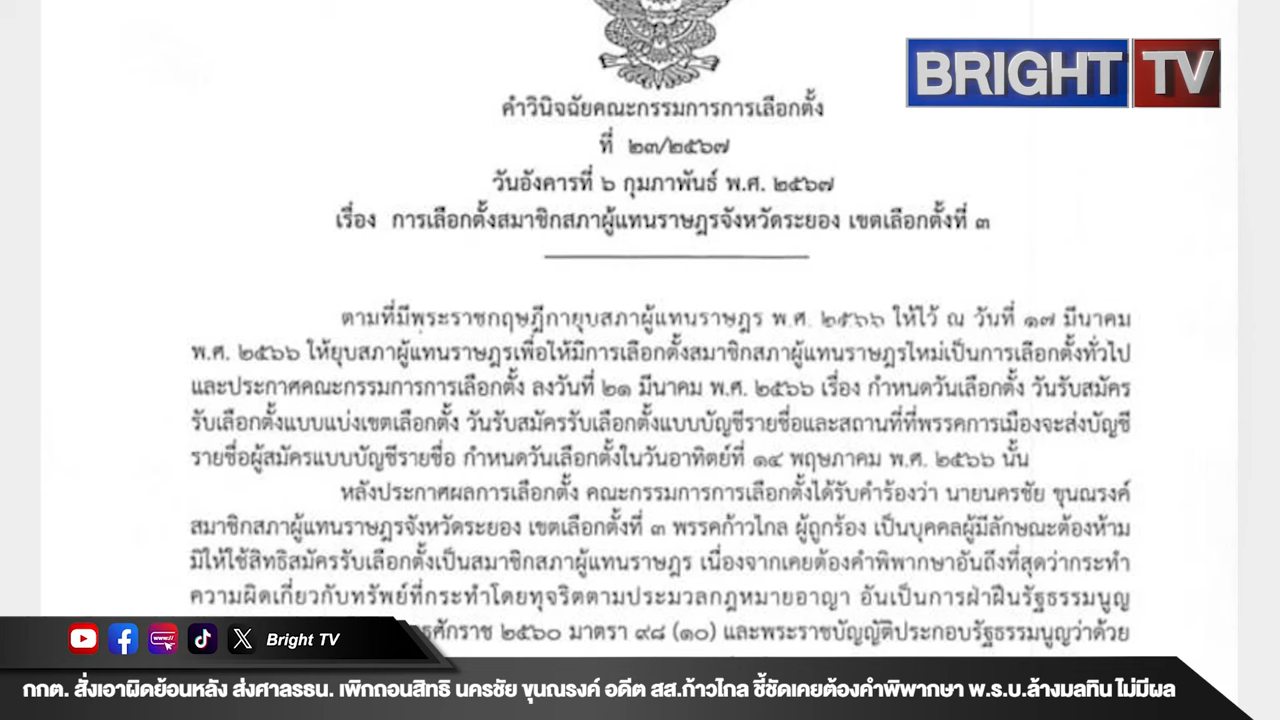 BRIGHT TV
คำวินิจฉัยคณะกรรมการการเลือกตั้ง
ที่ ๒๓/๒๕๖๗
วันอังคารที่ ๖ กุมภาพันธ์ พ.ศ. ๒๕๖๗
เรื่อง การเลือกตั้งสมาชิกสภาผู้แทนราษฎรจังหวัดระยอง เขตเลือกตั้งที่ ๓
ตามที่มีพระราชกฤษฎีกายุบสภาผู้แทนราษฎร พ.ศ. ๒๕๖๖ ให้ไว้ ณ วันที่ ๑๗ มีนาคม
พ.ศ. ๒๕๖๖ ให้ยุบสภาผู้แทนราษฎรเพื่อให้มีการเลือกตั้งสมาชิกสภาผู้แทนราษฎรใหม่เป็นการเลือกตั้งทั่วไป
และประกาศคณะกรรมการการเลือกตั้ง ลงวันที่ ๒๑ มีนาคม พ.ศ. ๒๕๖๖ เรื่อง กำหนดวันเลือกตั้ง วันรับสมัคร
รับเลือกตั้งแบบแบ่งเขตเลือกตั้ง วันรับสมัครรับเลือกตั้งแบบบัญชีรายชื่อและสถานที่ที่พรรคการเมืองจะส่งบัญชี
รายชื่อผู้สมัครแบบบัญชีรายชื่อ กำหนดวันเลือกตั้งในวันอาทิตย์ที่ ๑๔ พฤษภาคม พ.ศ. ๒๕๖๖ นั้น
หลังประกาศผลการเลือกตั้ง คณะกรรมการการเลือกตั้งได้รับคำร้องว่า นายนครชัย ขุนณรงค์
สมาชิกสภาผู้แทนราษฎรจังหวัดระยอง เขตเลือกตั้งที่ ๓ พรรคก้าวไกล ผู้ถูกร้อง เป็นบุคคลผู้มีลักษณะต้องห้าม
มิให้ใช้สิทธิสมัครรับเลือกตั้งเป็นสมาชิกสภาผู้แทนราษฎร เนื่องจากเคยต้องคำพิพากษาอันถึงที่สุดว่ากระทำ
ความผิดเกี่ยวกับทรัพย์ที่กระทำโดยทุจริตตามประมวลกฎหมายอาญา อันเป็นการฝ่าฝืนรัฐธรรมนูญ
ศักราช ๒๕๖๐ มาตรา ๙๘ (๑๐) และพระราชบัญญัติประกอบรัฐธรรมนูญว่าด้วย
www// Bright TV
กกต. สั่งเอาผิดย้อนหลัง ส่งศาลรธน. เพิกถอนสิทธิ นครชัย ขุนณรงค์ อดีต สส.ก้าวไกล ชี้ชัดเคยต้องคำพิพากษา พ.ร.บ.ล้างมลทิน ไม่มีผล